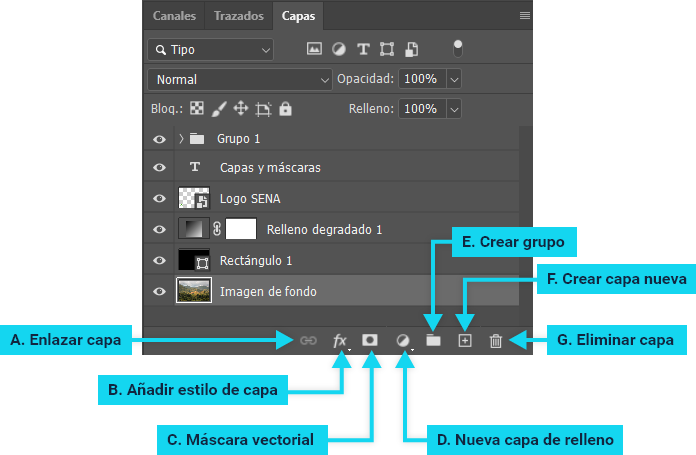 Canales Trazados Capas
Tipo T
Normal Opacidad: 100%
Bloq.: Relleno: 100%
Grupo 1
T Capas y máscaras
Logo SENA
Relleno degradado 1
Rectángulo 1
Imagen de fondo
E. Crear grupo
F. Crear capa nueva
A. Enlazar capa
fx
G. Eliminar capa
B. Añadir estilo de capa
C. Máscara vectorial
D. Nueva capa de relleno